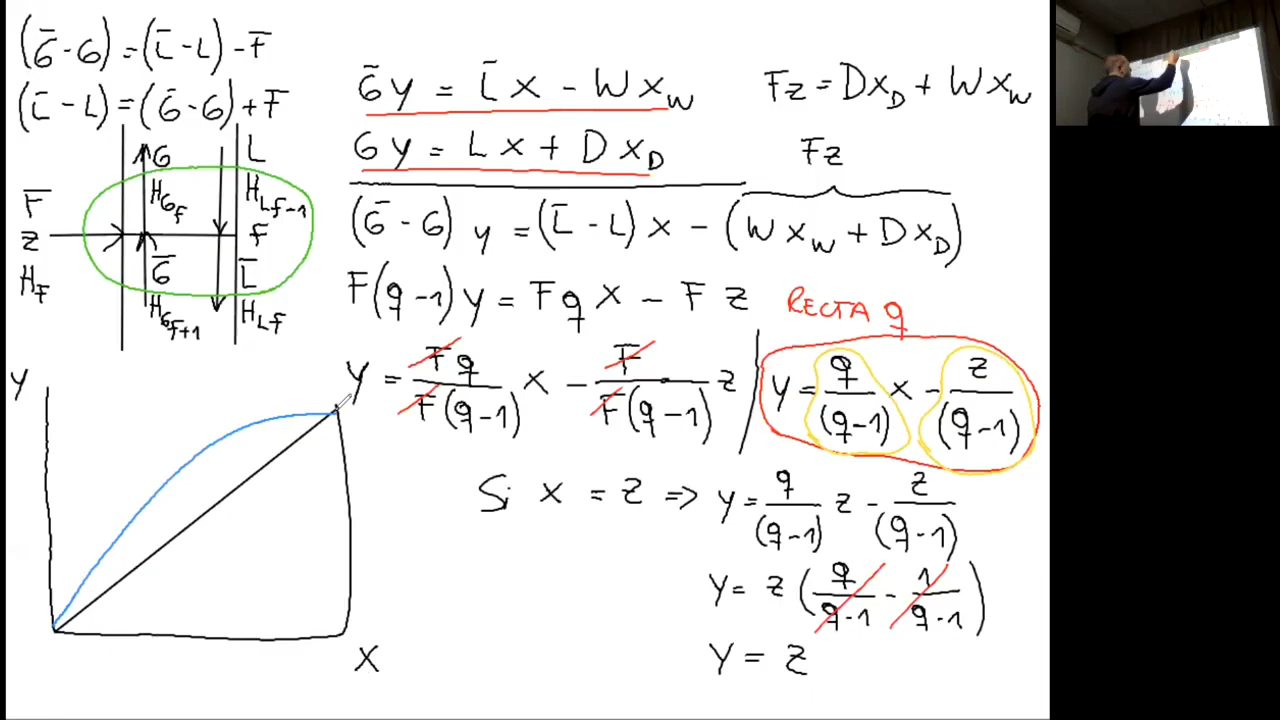 (Ḡ - G) = (L̄ - L) - F̄
(L̄ - L) = (Ḡ - G) + F̄
Ḡy = L̄x - Wx_W
Fz = Dx_D + Wx_W
Gy = Lx + Dx_D
Fz
(Ḡ - G) y = (L̄ - L) x - (Wx_W + Dx_D)
F(q-1) y = Fq x - F z
RECTA q
y = Fq/F(q-1) x - F/F(q-1) z
y = q/(q-1) x - z/(q-1)
Si x = z => y = q/(q-1) z - z/(q-1)
y = z (q/q-1 - 1/q-1)
y = z
G L
H_Gf H_Lf-1
F̄
z f
H_F
Ḡ L̄
H_Gf+1 H_Lf
y
x